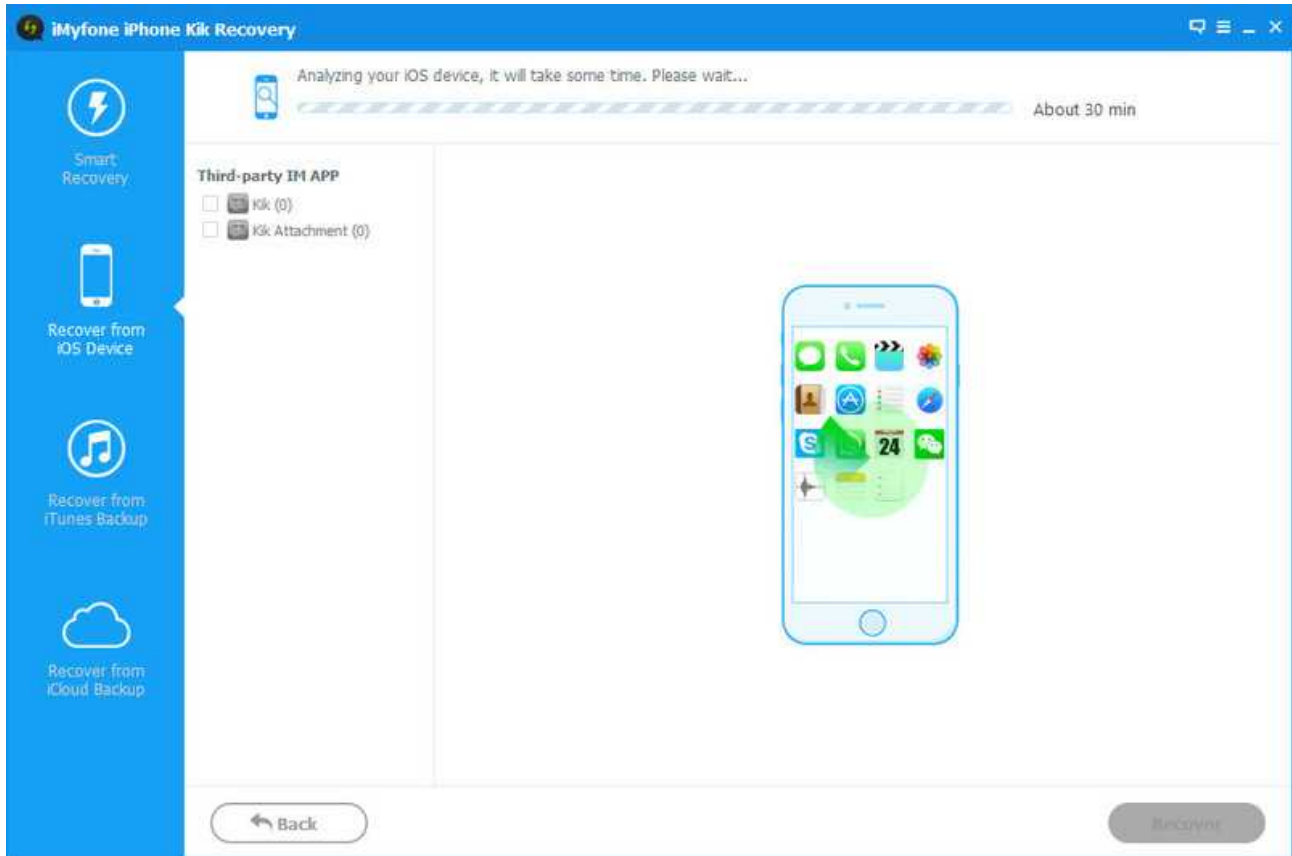 iMyfone iPhone Kik Recovery
Analyzing your iOS device, it will take some time. Please wait...
About 30 min
Smart
Recovery
Recover from
iOS Device
Recover from
iTunes Backup
Recover from
iCloud Backup
Third-party IM APP
Kik (0)
Kik Attachment (0)
S
24
Back
Recover